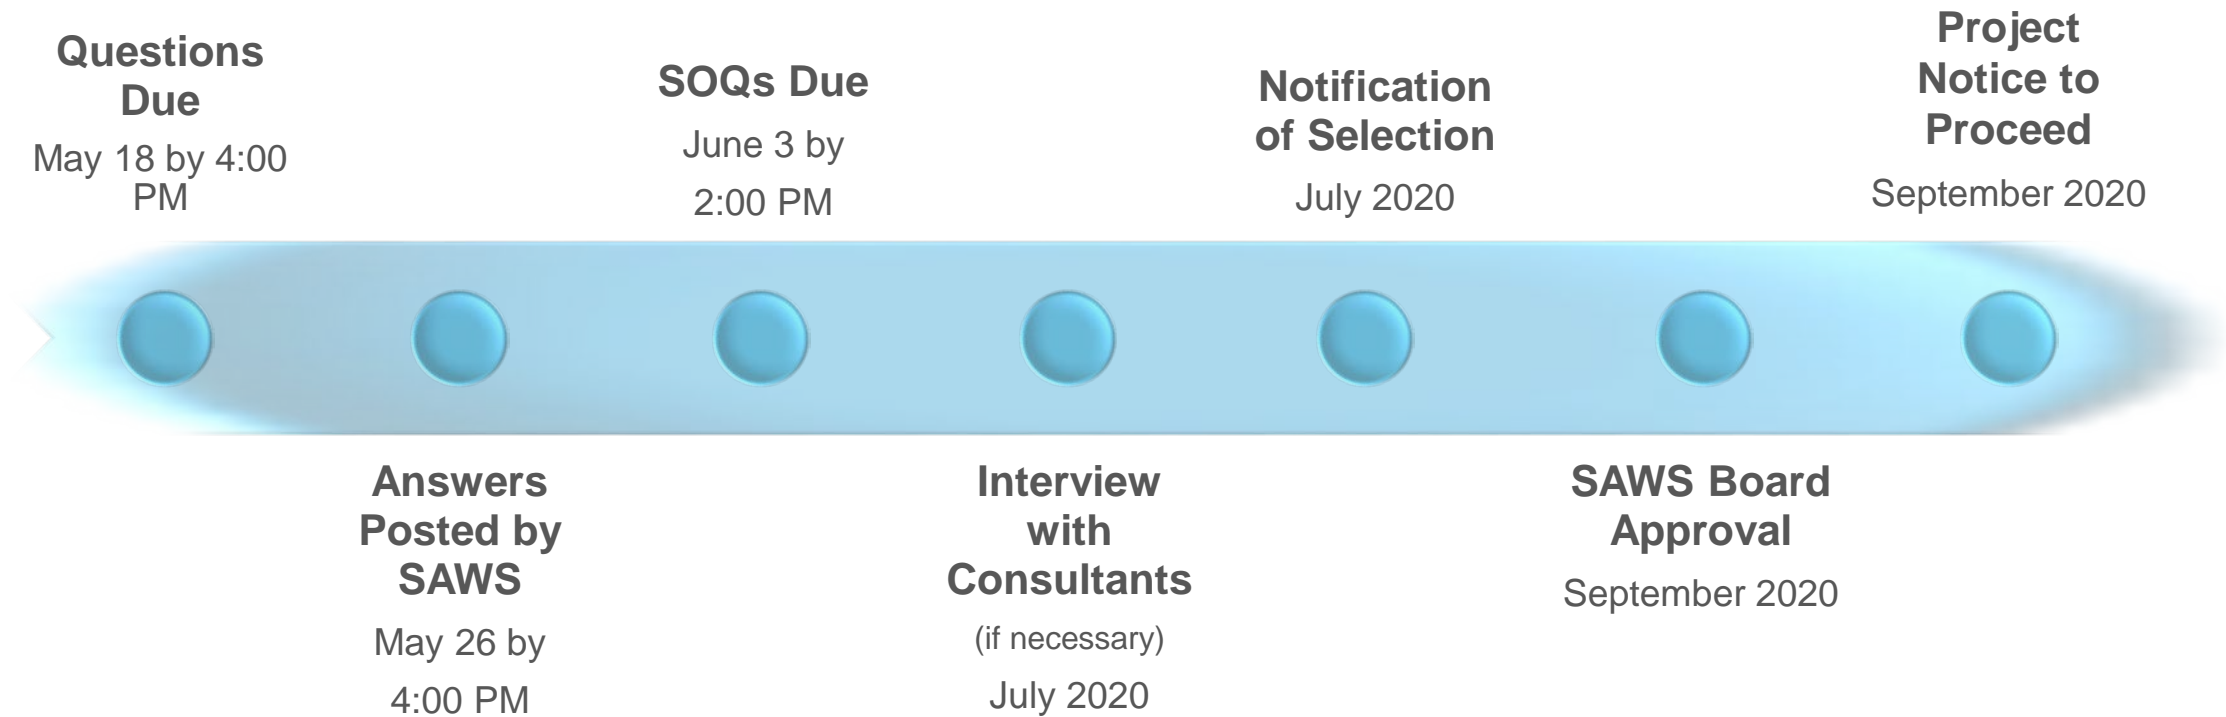 Questions
Due
May 18 by 4:00
PM
Answers
Posted by
SAWS
May 26 by
4:00 PM
SOQs Due
June 3 by
2:00 PM
Interview
with
Consultants
(if necessary)
July 2020
Notification
of Selection
July 2020
SAWS Board
Approval
September 2020
Project
Notice to
Proceed
September 2020